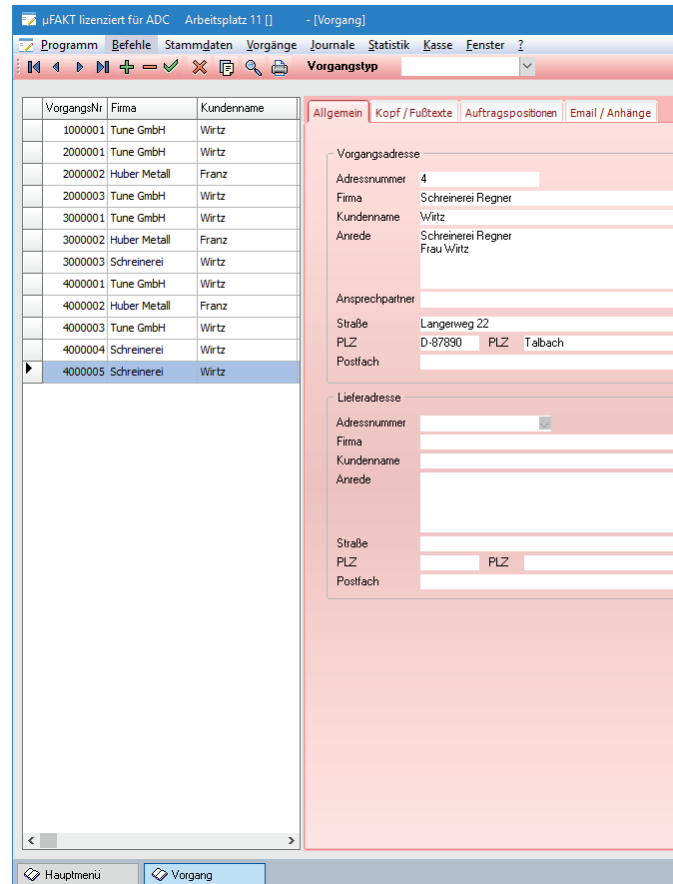 µFAKT lizenziert für ADC Arbeitsplatz 11 [] - [Vorgang]
Programm Befehle Stammdaten Vorgänge Journale Statistik Kasse Fenster ?
Vorgangstyp
VorgangsNr Firma Kundenname
1000001 Tune GmbH Wirtz
2000001 Tune GmbH Wirtz
2000002 Huber Metall Franz
2000003 Tune GmbH Wirtz
3000001 Tune GmbH Wirtz
3000002 Huber Metall Franz
3000003 Schreinerei Wirtz
4000001 Tune GmbH Wirtz
4000002 Huber Metall Franz
4000003 Tune GmbH Wirtz
4000004 Schreinerei Wirtz
4000005 Schreinerei Wirtz
Allgemein Kopf / Fußtexte Auftragspositionen Email / Anhänge
Vorgangsadresse
Adressnummer 4
Firma Schreinerei Regner
Kundenname Wirtz
Anrede Schreinerei Regner
Frau Wirtz
Ansprechpartner
Straße Langerweg 22
PLZ D-87890 PLZ Talbach
Postfach
Lieferadresse
Adressnummer
Firma
Kundenname
Anrede
Straße
PLZ PLZ
Postfach
Hauptmenü Vorgang